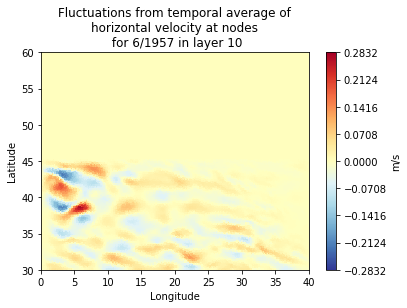 Fluctuations from temporal average of
horizontal velocity at nodes
for 6/1957 in layer 10
60
55
50
45
40
35
30
Latitude
0 5 10 15 20 25 30 35 40
Longitude
0.2832
0.2124
0.1416
0.0708
0.0000
−0.0708
−0.1416
−0.2124
−0.2832
m/s